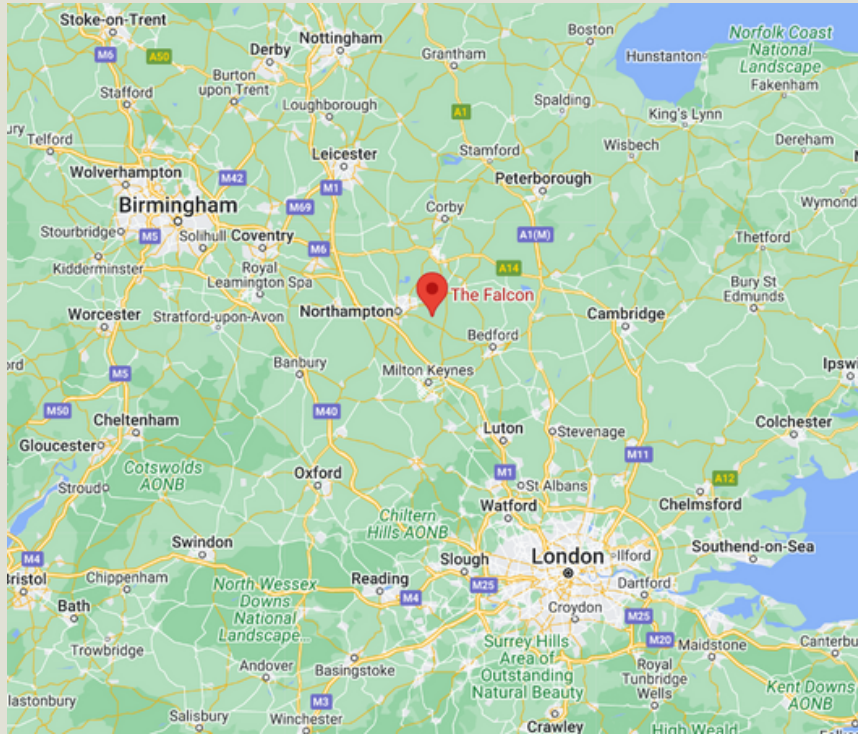 Stoke-on-Trent
Nottingham
Boston
Norfolk Coast
National
Landscape
M6
A50
Derby
Grantham
Hunstanton
Stafford
Burton
upon Trent
Loughborough
A1
Spalding
Fakenham
King's Lynn
Telford
Leicester
Stamford
Wisbech
Dereham
Wolverhampton
M42
M1
Peterborough
Birmingham
M69
Corby
A1(M)
Stourbridge
M5
Solihull
Coventry
M6
Thetford
Kidderminster
Royal
Leamington Spa
A14
The Falcon
Bury St
Edmunds
Worcester
Stratford-upon-Avon
Northampton
Cambridge
Bedford
M5
Banbury
Milton Keynes
M50
Cheltenham
M40
Luton
Stevenage
Colchester
Gloucester
Cotswolds
AONB
M1
M11
Stroud
Oxford
St Albans
A12
Chelmsford
Chiltern
Hills AONB
Watford
Swindon
Slough
London
Ilford
Southend-on-Sea
M4
Bristol
Chippenham
North Wessex
Downs
National
Landscape...
Reading
M4
M25
Dartford
Bath
Croydon
M25
M20
Maidstone
Trowbridge
Surrey Hills
Area of
Outstanding
Natural Beauty
Andover
Basingstoke
Royal
Tunbridge
Wells
Kent Downs
AONB
M3
Salisbury
Winchester
Crawley
High Weald